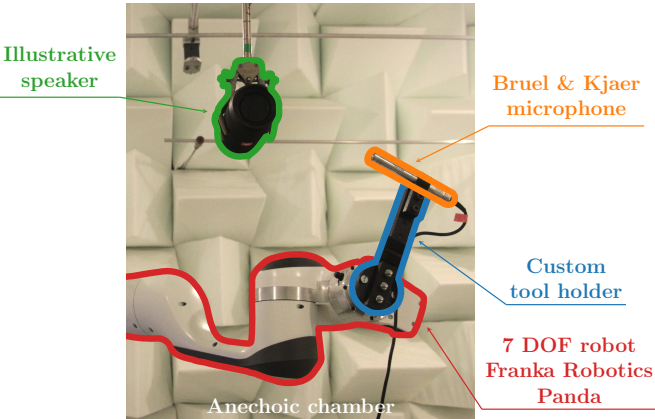 Illustrative
speaker
Bruel & Kjaer
microphone
Custom
tool holder
7 DOF robot
Franka Robotics
Panda
Anechoic chamber